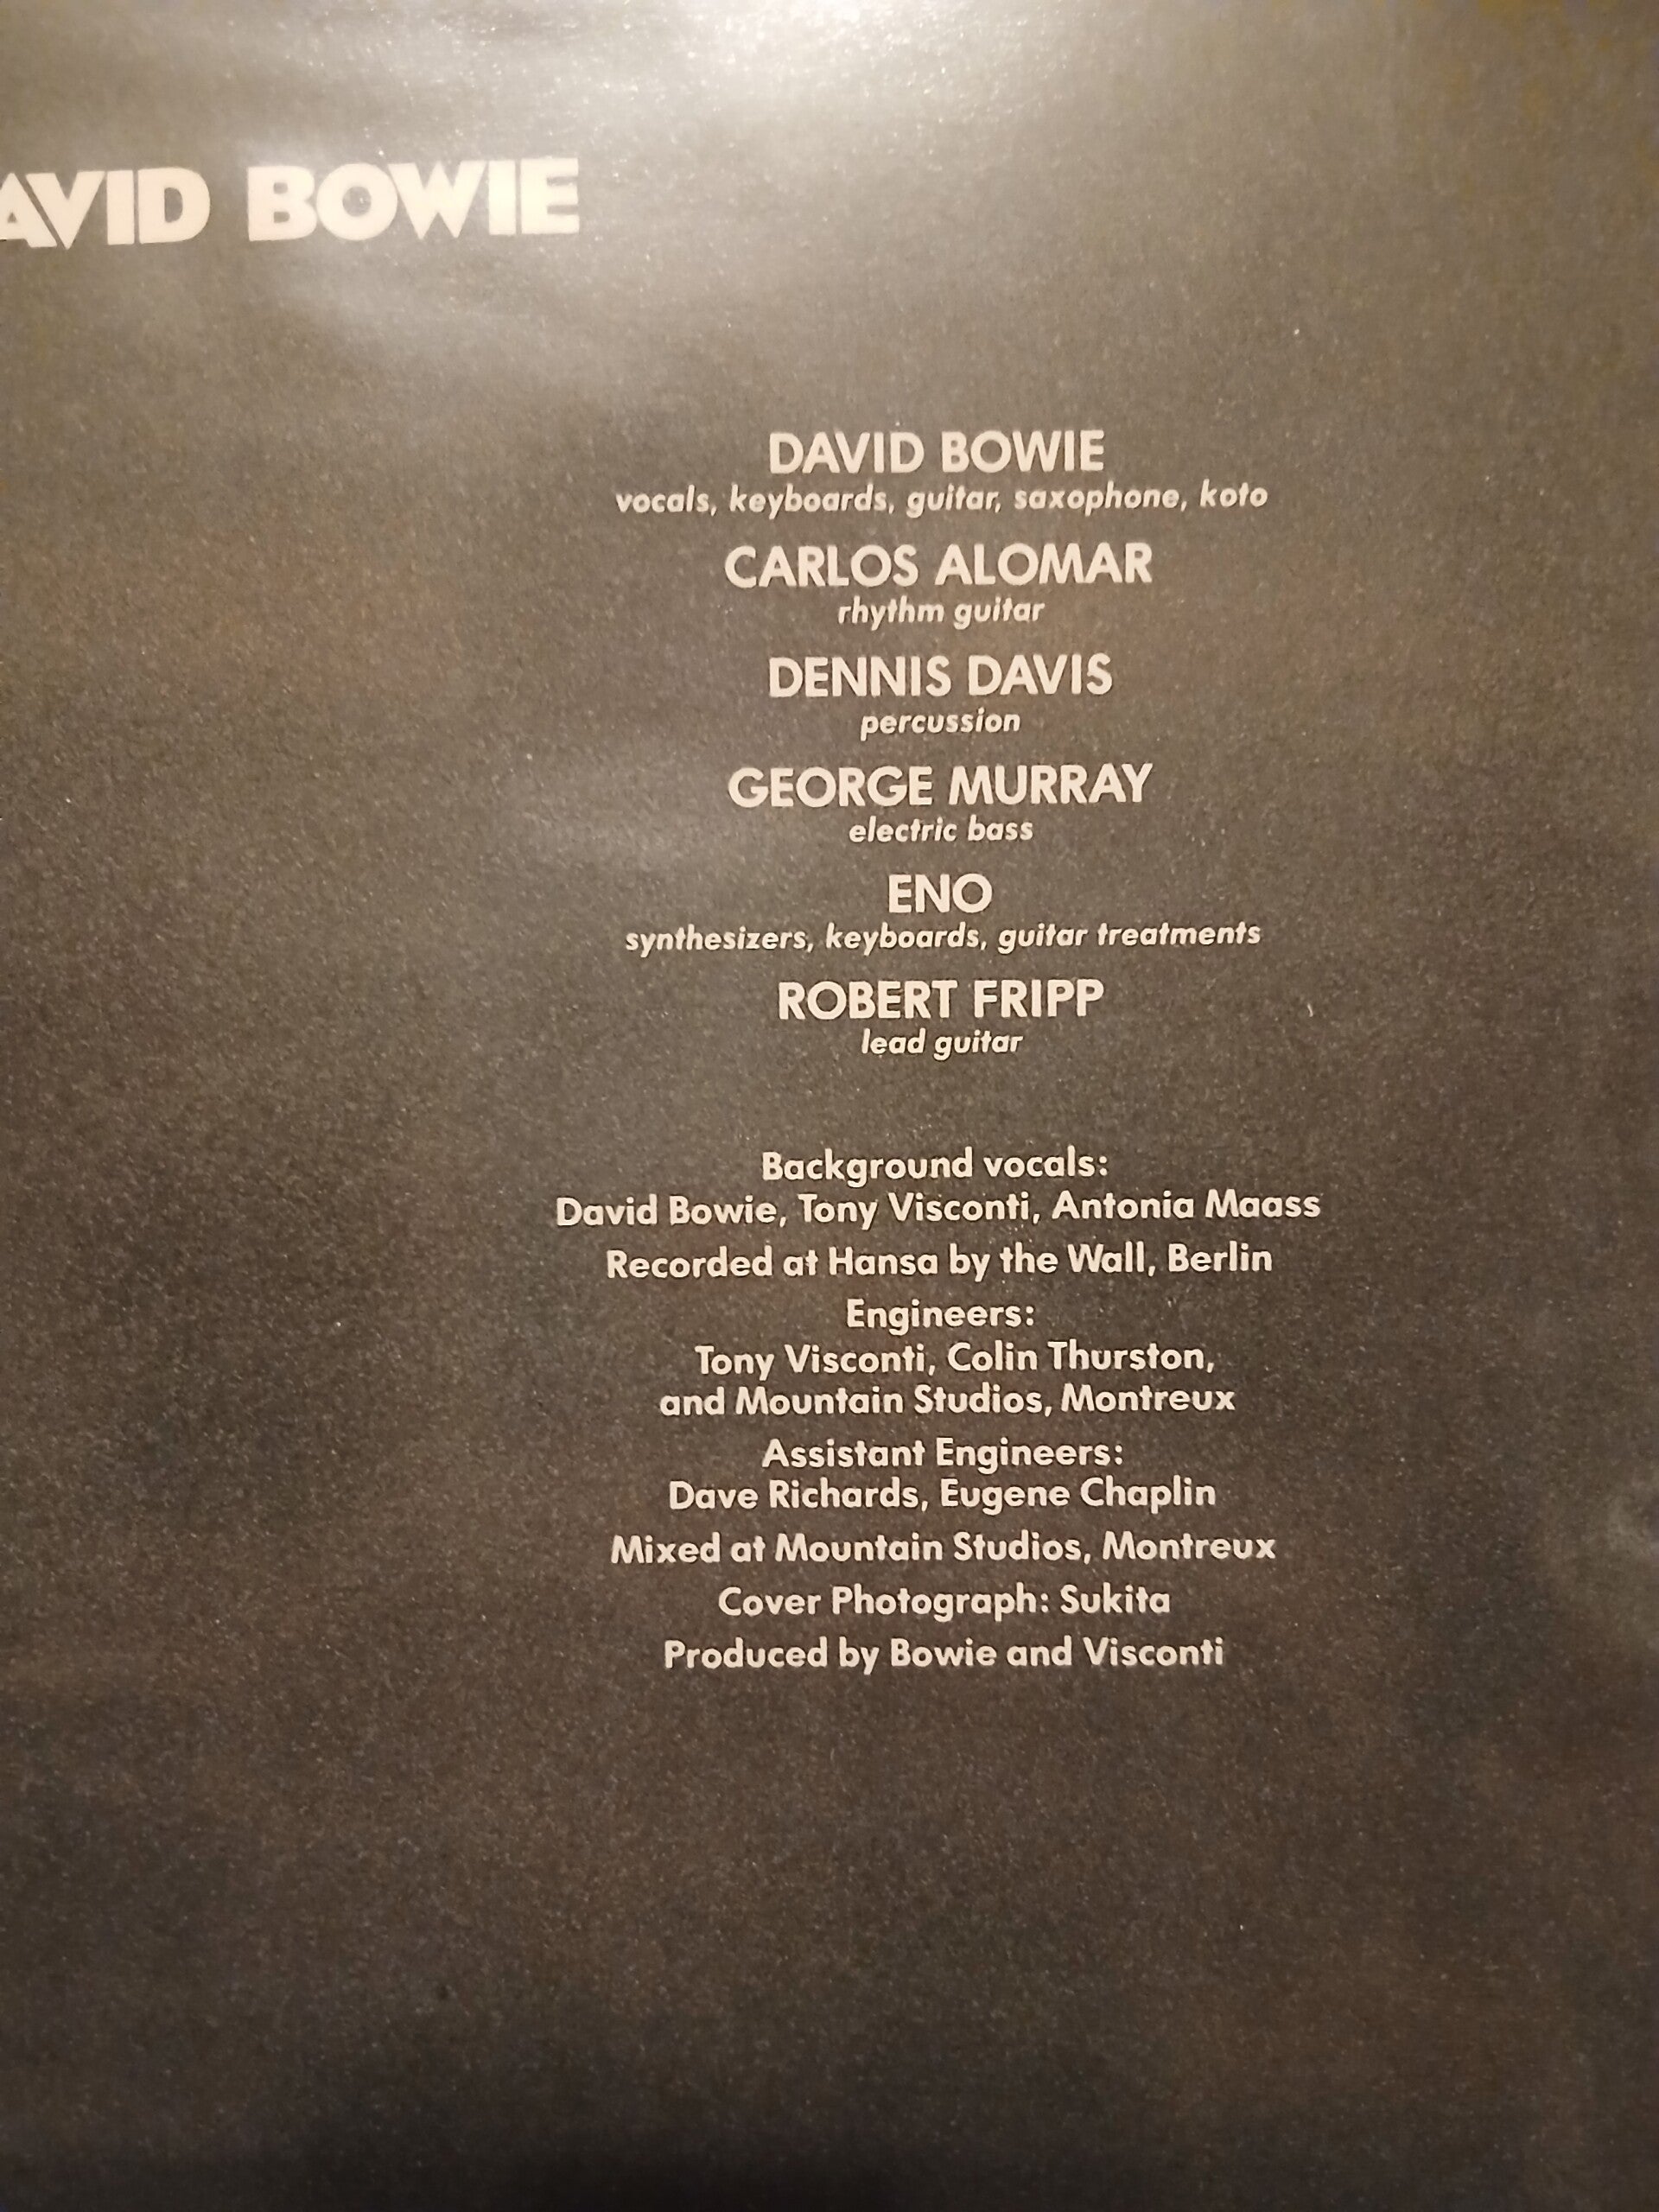 AVID BOWIE
DAVID BOWIE
vocals, keyboards, guitar, saxophone, koto
CARLOS ALOMAR
rhythm guitar
DENNIS DAVIS
percussion
GEORGE MURRAY
electric bass
ENO
synthesizers, keyboards, guitar treatments
ROBERT FRIPP
lead guitar
Background vocals:
David Bowie, Tony Visconti, Antonia Maass
Recorded at Hansa by the Wall, Berlin
Engineers:
Tony Visconti, Colin Thurston,
and Mountain Studios, Montreux
Assistant Engineers:
Dave Richards, Eugene Chaplin
Mixed at Mountain Studios, Montreux
Cover Photograph: Sukita
Produced by Bowie and Visconti